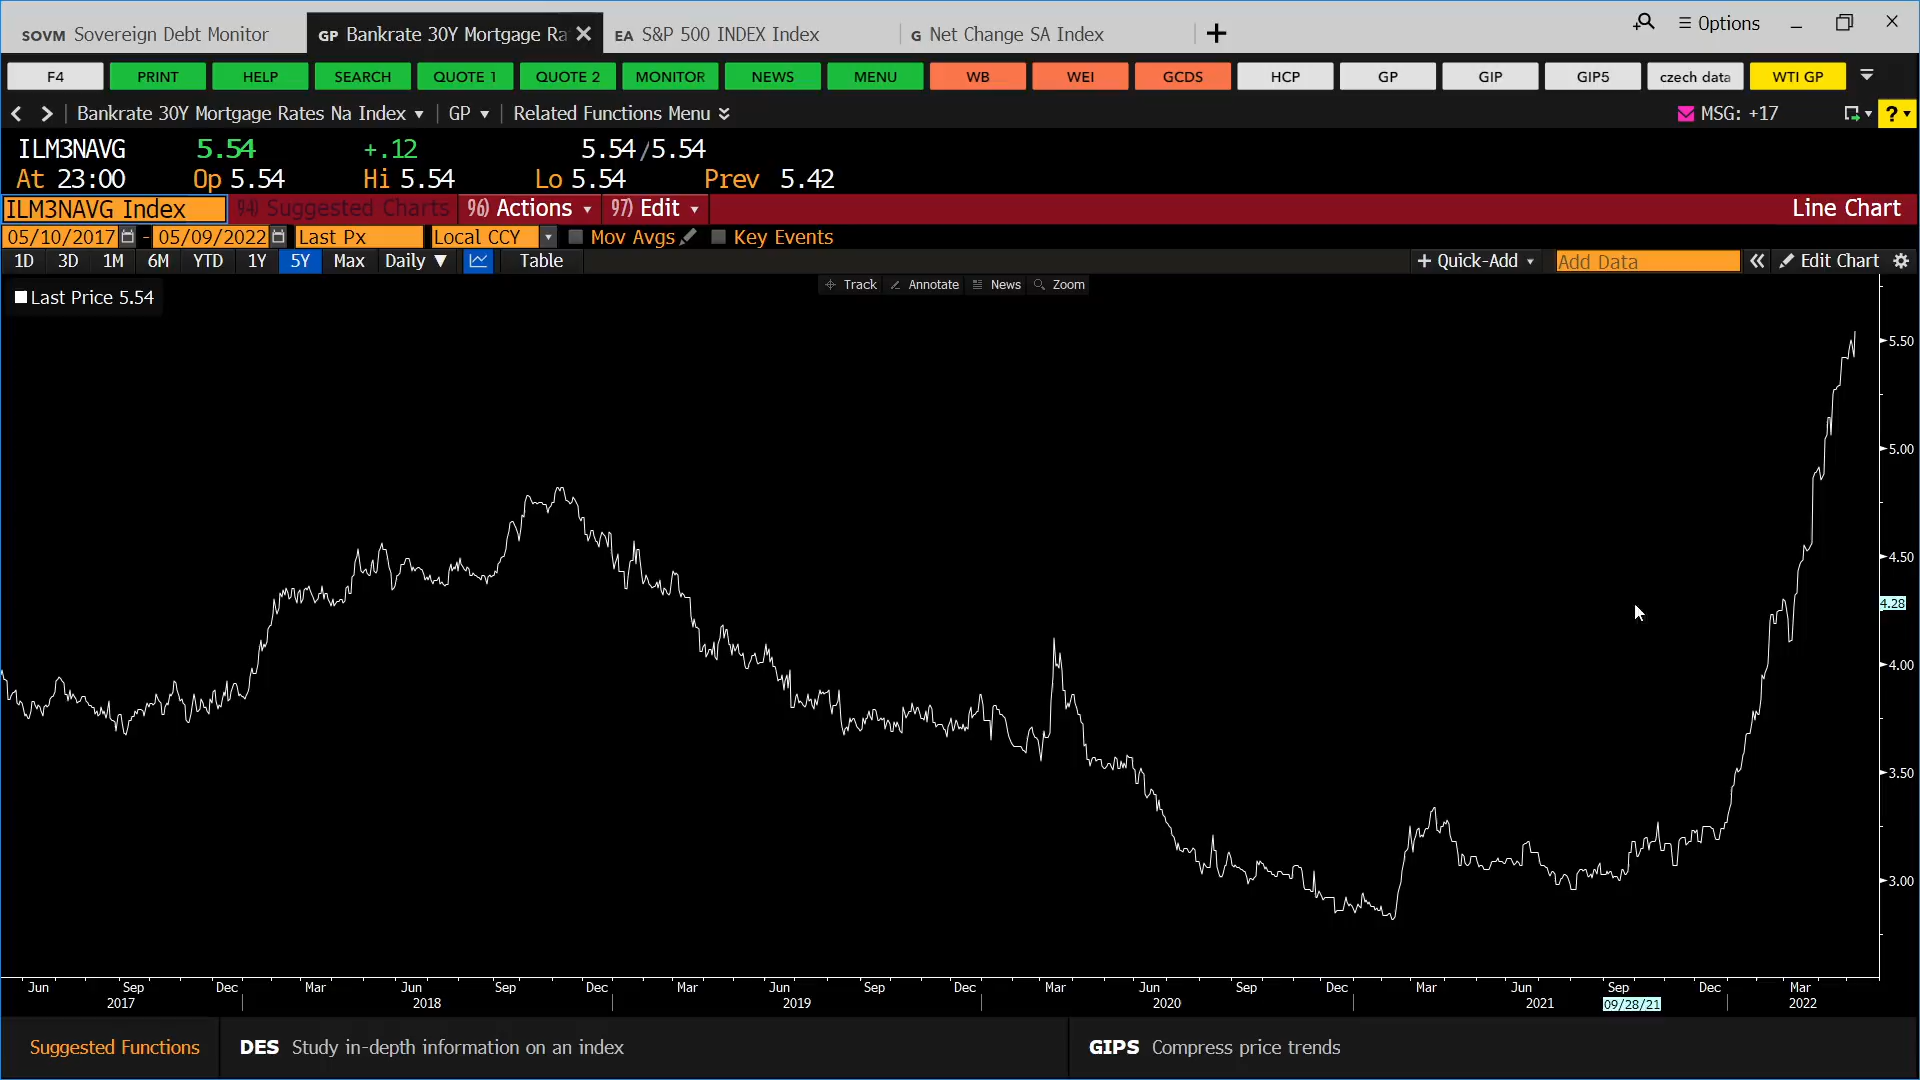 SOVM Sovereign Debt Monitor
GP Bankrate 30Y Mortgage Ra
EA S&P 500 INDEX Index
G Net Change SA Index
Options
F4 PRINT HELP SEARCH QUOTE 1 QUOTE 2 MONITOR NEWS MENU WB WEI GCDS HCP GP GIP GIP5 czech data WTI GP
Bankrate 30Y Mortgage Rates Na Index
GP
Related Functions Menu
MSG: +17
?
ILM3NAVG 5.54 +.12 5.54/5.54
At 23:00 Op 5.54 Hi 5.54 Lo 5.54 Prev 5.42
ILM3NAVG Index 94) Suggested Charts 96) Actions 97) Edit Line Chart
05/10/2017 - 05/09/2022 Last Px Local CCY Mov Avgs Key Events
1D 3D 1M 6M YTD 1Y 5Y Max Daily ▼ Table + Quick-Add Add Data « Edit Chart
Track Annotate News Zoom
Last Price 5.54
5.50
5.00
4.50
4.28
4.00
3.50
3.00
Jun Sep Dec Mar Jun Sep Dec Mar Jun Sep Dec Mar Jun Sep Dec Mar Jun Sep Dec Mar
2017 2018 2019 2020 2021 09/28/21 2022
Suggested Functions DES Study in-depth information on an index GIPS Compress price trends